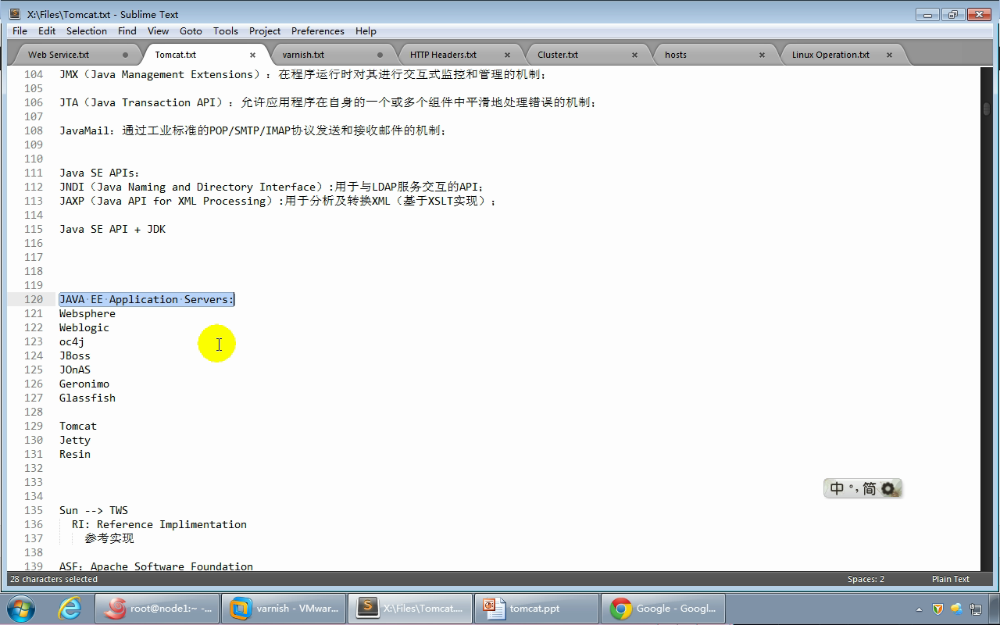 X:\Files\Tomcat.txt - Sublime Text
File Edit Selection Find View Goto Tools Project Preferences Help
Web Service.txt Tomcat.txt varnish.txt HTTP Headers.txt Cluster.txt hosts Linux Operation.txt
104 JMX（Java Management Extensions）：在程序运行时对其进行交互式监控和管理的机制；
105
106 JTA（Java Transaction API）：允许应用程序在自身的一个或多个组件中平滑地处理错误的机制；
107
108 JavaMail：通过工业标准的POP/SMTP/IMAP协议发送和接收邮件的机制；
109
110
111 Java SE APIs：
112 JNDI（Java Naming and Directory Interface）:用于与LDAP服务交互的API；
113 JAXP（Java API for XML Processing）:用于分析及转换XML（基于XSLT实现）；
114
115 Java SE API + JDK
116
117
118
119
120 JAVA EE Application Servers:
121 Websphere
122 Weblogic
123 oc4j
124 JBoss
125 JOnAS
126 Geronimo
127 Glassfish
128
129 Tomcat
130 Jetty
131 Resin
132
133
134
135 Sun --> TWS
136 RI: Reference Implimentation
137 参考实现
138
139 ASF: Apache Software Foundation
中 °, 简
28 characters selected Spaces: 2 Plain Text
root@node1:~ -... varnish - VMwar... X:\Files\Tomcat.... tomcat.ppt Google - Googl...